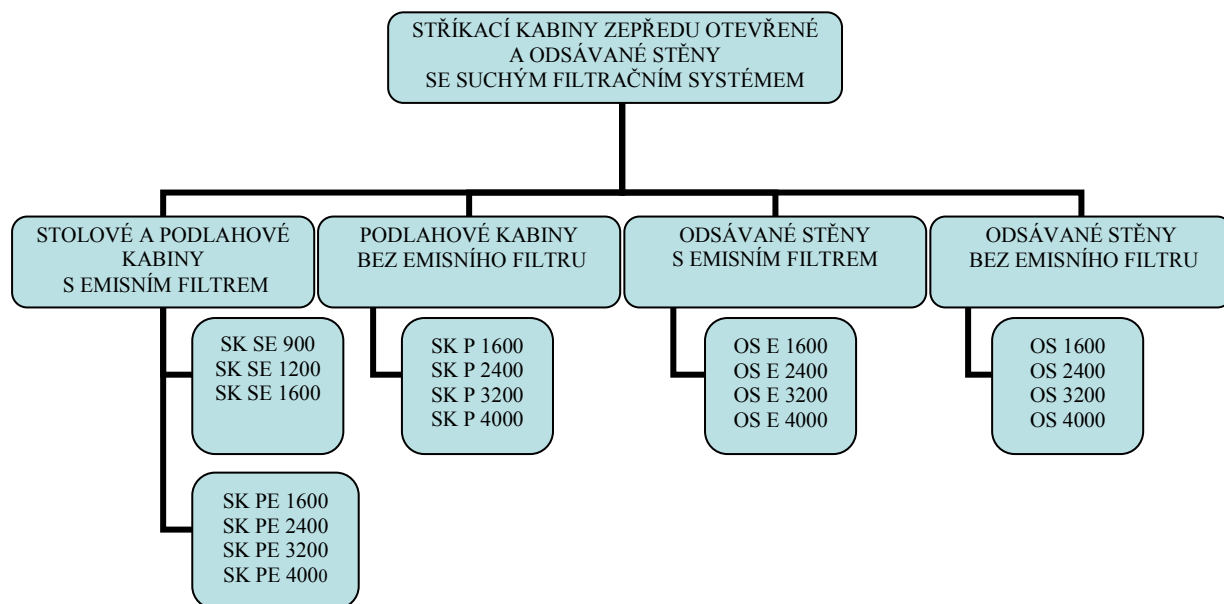 STŘÍKACÍ KABINY ZEPŘEDU OTEVŘENÉ
A ODSÁVANÉ STĚNY
SE SUCHÝM FILTRAČNÍM SYSTÉMEM
STOLOVÉ A PODLAHOVÉ
KABINY
S EMISNÍM FILTREM
PODLAHOVÉ KABINY
BEZ EMISNÍHO FILTRU
ODSÁVANÉ STĚNY
S EMISNÍM FILTREM
ODSÁVANÉ STĚNY
BEZ EMISNÍHO FILTRU
SK SE 900
SK SE 1200
SK SE 1600
SK P 1600
SK P 2400
SK P 3200
SK P 4000
OS E 1600
OS E 2400
OS E 3200
OS E 4000
OS 1600
OS 2400
OS 3200
OS 4000
SK PE 1600
SK PE 2400
SK PE 3200
SK PE 4000